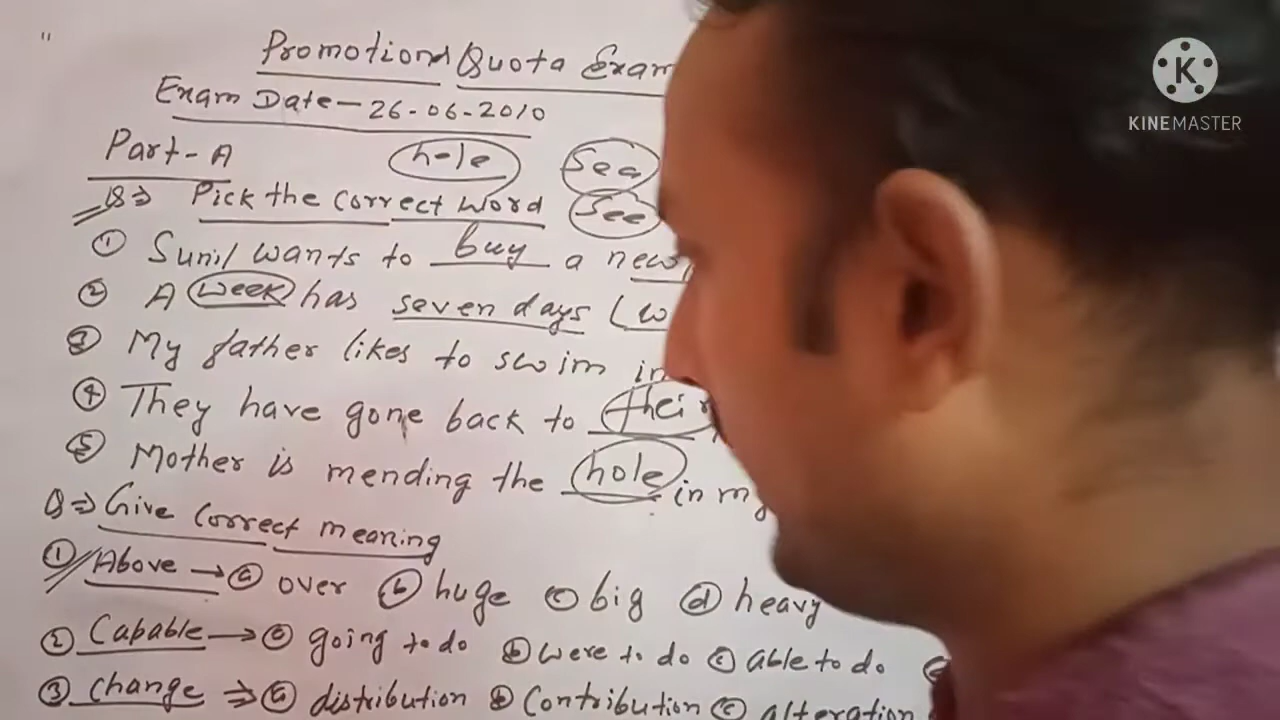 Promotion Quota Exam
Exam Date - 26-06-2010
Part-A hole Sea
Q⇒ Pick the correct word See
① Sunil wants to buy a new
② A week has seven days (w
③ My father likes to swim in
④ They have gone back to their
⑤ Mother is mending the hole in my
Q⇒ Give correct meaning
① Above → ⓐ over ⓑ huge ⓒ big ⓓ heavy
② Capable → ⓐ going to do ⓑ were to do ⓒ able to do
③ change ⇒ ⓐ distribution ⓑ Contribution ⓒ alteration
K
KINEMASTER